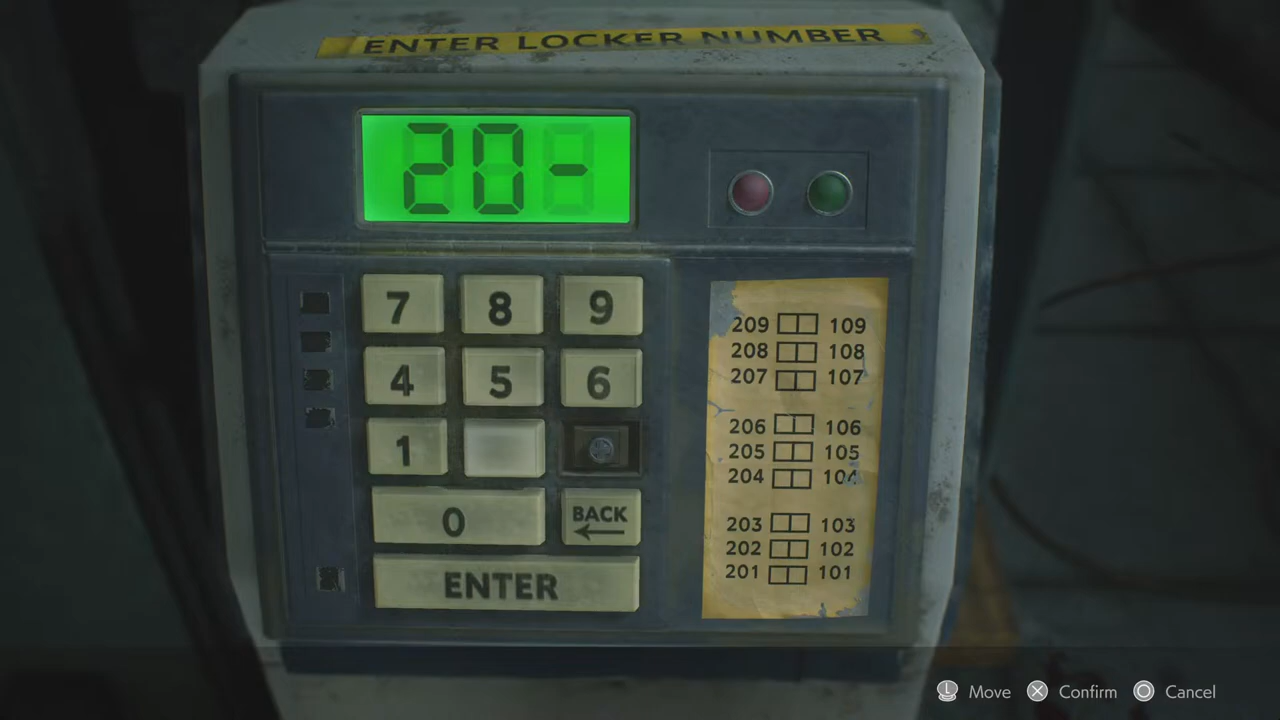 ENTER LOCKER NUMBER
20-
7 8 9
4 5 6
1
0 BACK
ENTER
209 109
208 108
207 107
206 106
205 105
204 104
203 103
202 102
201 101
L Move X Confirm O Cancel